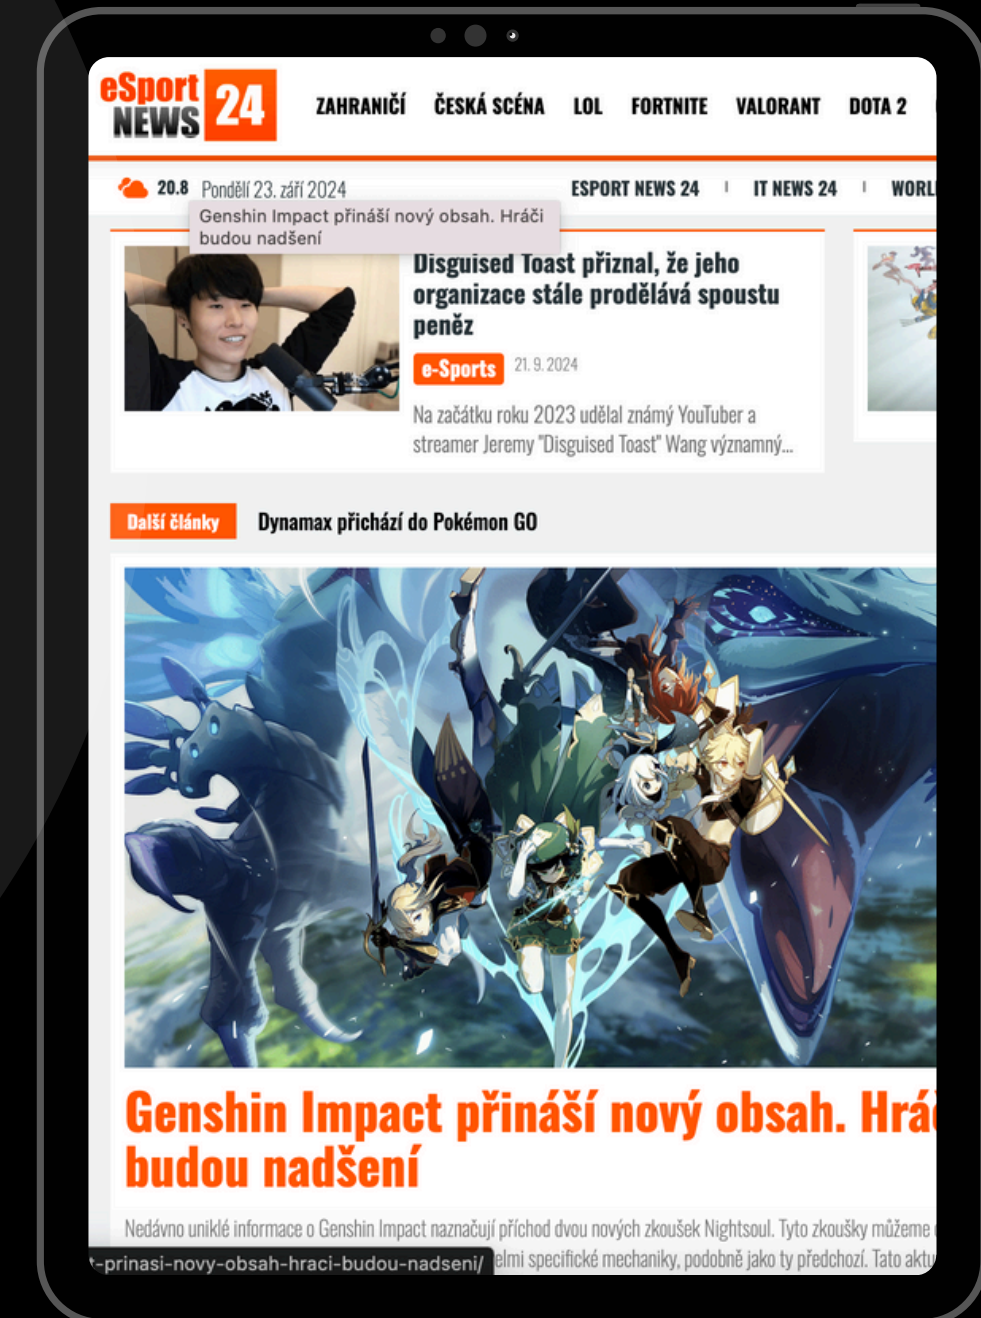 eSport
NEWS 24
ZAHRANIČÍ ČESKÁ SCÉNA LOL FORTNITE VALORANT DOTA 2
20.8 Pondělí 23. září 2024
ESPORT NEWS 24 | IT NEWS 24 |
Genshin Impact přináší nový obsah. Hráči
budou nadšení
Disguised Toast přiznal, že jeho
organizace stále prodělává spoustu
peněz
e-Sports 21. 9. 2024
Na začátku roku 2023 udělal známý YouTuber a
streamer Jeremy "Disguised Toast" Wang významný...
Další články Dynamax přichází do Pokémon GO
Genshin Impact přináší nový obsah.
budou nadšení
Nedávno uniklé informace o Genshin Impact naznačují příchod dvou nových zkoušek Nightsoul. Tyto zkoušky můžeme
specifické mechaniky, podobně jako ty předchozí. Tato
-prinasi-novy-obsah-hraci-budou-nadseni/